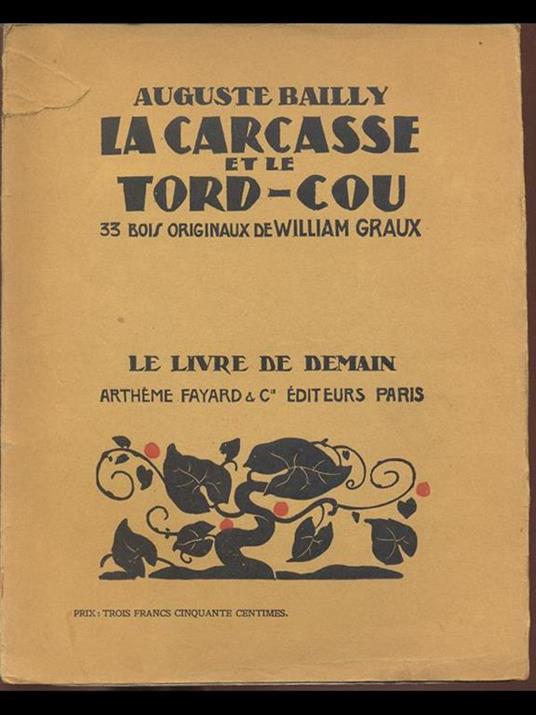 AUGUSTE BAILLY
LA CARCASSE
ET LE
TORD-COU
33 BOIS ORIGINAUX DE WILLIAM GRAUX
LE LIVRE DE DEMAIN
ARTHÈME FAYARD & Cie ÉDITEURS PARIS
PRIX : TROIS FRANCS CINQUANTE CENTIMES.